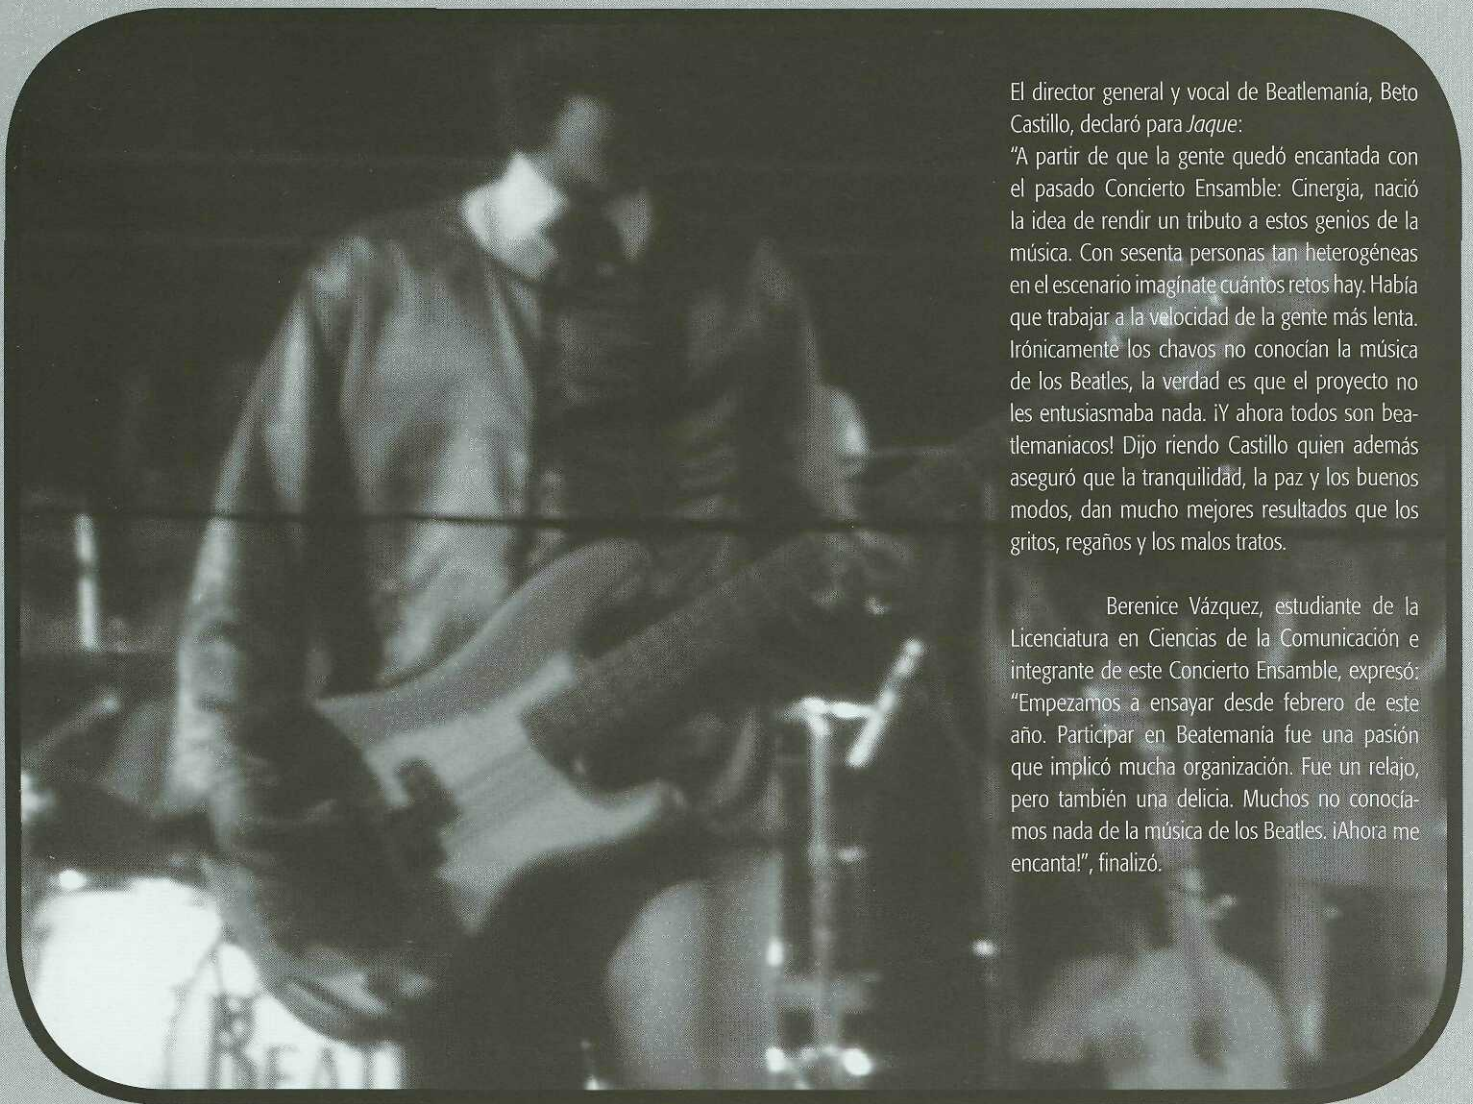 El director general y vocal de Beatlemanía, Beto
Castillo, declaró para Jaque:
“A partir de que la gente quedó encantada con
el pasado Concierto Ensamble: Cinergia, nació
la idea de rendir un tributo a estos genios de la
música. Con sesenta personas tan heterogéneas
en el escenario imagínate cuántos retos hay. Había
que trabajar a la velocidad de la gente más lenta.
Irónicamente los chavos no conocían la música
de los Beatles, la verdad es que el proyecto no
les entusiasmaba nada. ¡Y ahora todos son bea-
tlemaniacos! Dijo riendo Castillo quien además
aseguró que la tranquilidad, la paz y los buenos
modos, dan mucho mejores resultados que los
gritos, regaños y los malos tratos.
Berenice Vázquez, estudiante de la
Licenciatura en Ciencias de la Comunicación e
integrante de este Concierto Ensamble, expresó:
“Empezamos a ensayar desde febrero de este
año. Participar en Beatemanía fue una pasión
que implicó mucha organización. Fue un relajo,
pero también una delicia. Muchos no conocía-
mos nada de la música de los Beatles. ¡Ahora me
encanta!”, finalizó.
BEAT